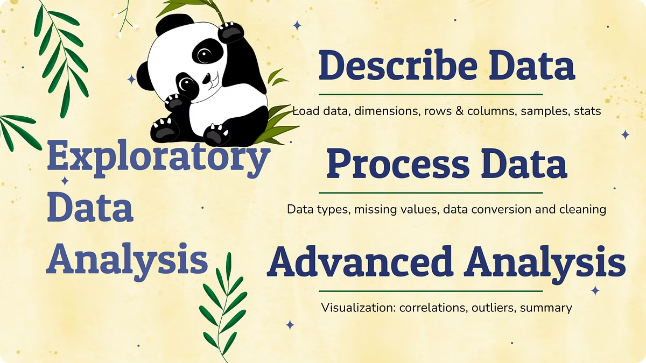 Exploratory
Data
Analysis
Describe Data
Load data, dimensions, rows & columns, samples, stats
Process Data
Data types, missing values, data conversion and cleaning
Advanced Analysis
Visualization: correlations, outliers, summary